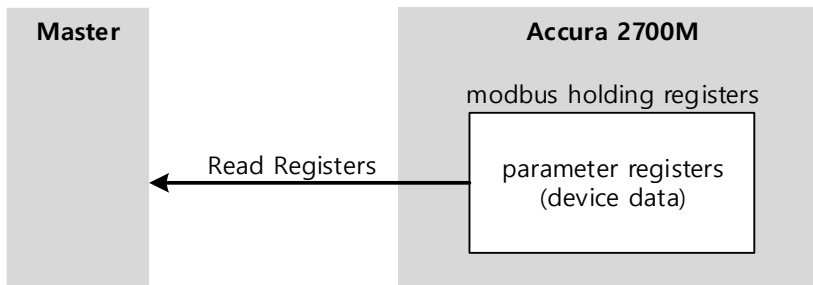 Master
Accura 2700M
modbus holding registers
Read Registers
parameter registers
(device data)